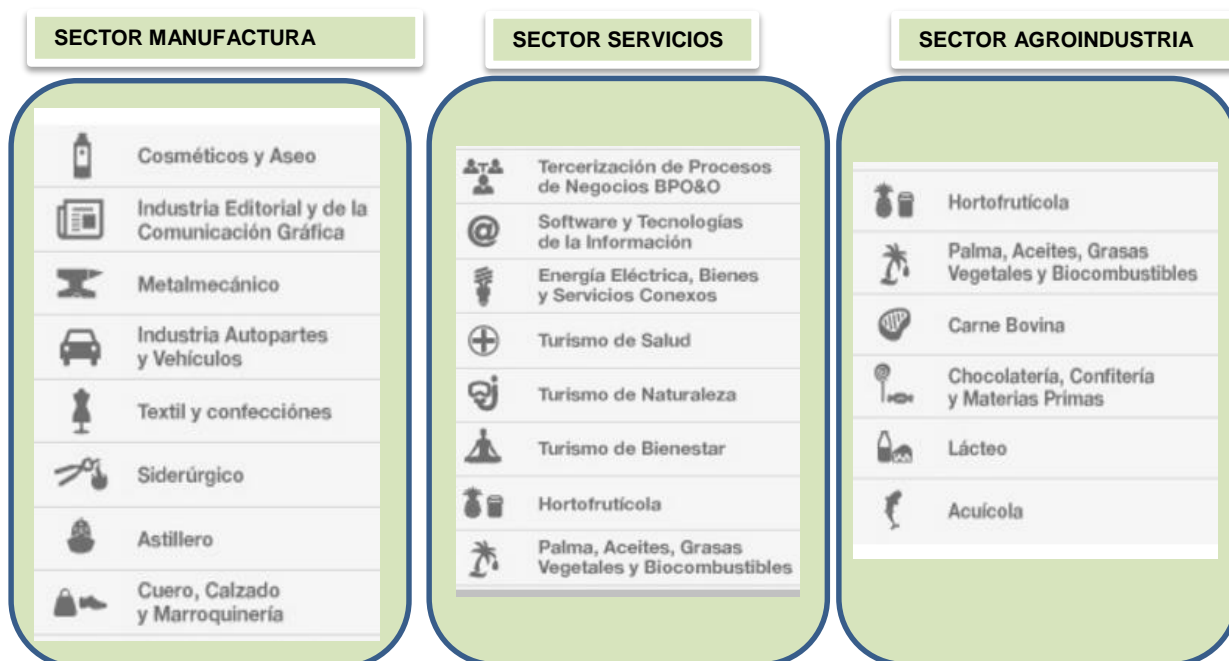 SECTOR MANUFACTURA
Cosméticos y Aseo
Industria Editorial y de la
Comunicación Gráfica
Metalmecánico
Industria Autopartes
y Vehículos
Textil y confecciónes
Siderúrgico
Astillero
Cuero, Calzado
y Marroquinería
SECTOR SERVICIOS
Tercerización de Procesos
de Negocios BPO&O
@ Software y Tecnologías
de la Información
Energía Eléctrica, Bienes
y Servicios Conexos
Turismo de Salud
Turismo de Naturaleza
Turismo de Bienestar
Hortofrutícola
Palma, Aceites, Grasas
Vegetales y Biocombustibles
SECTOR AGROINDUSTRIA
Hortofrutícola
Palma, Aceites, Grasas
Vegetales y Biocombustibles
Carne Bovina
Chocolatería, Confitería
y Materias Primas
Lácteo
Acuícola